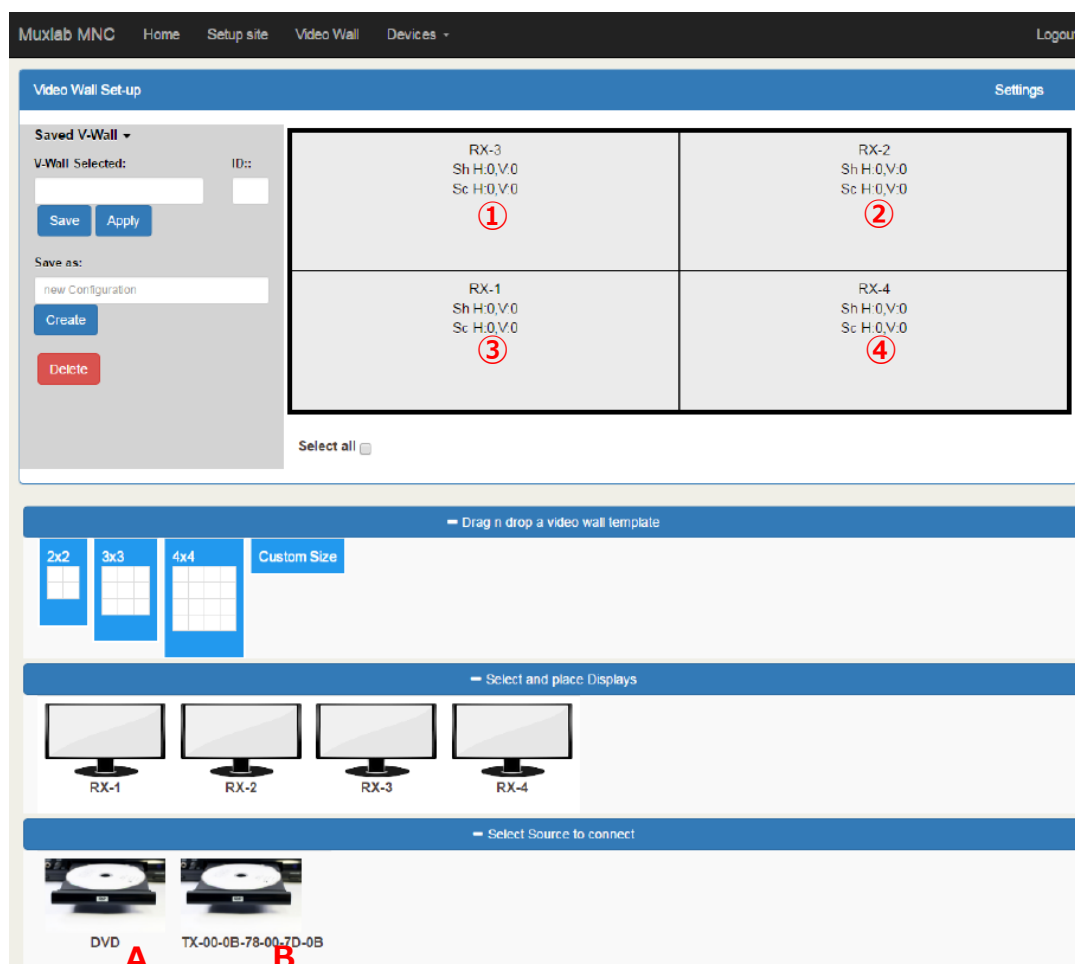 Muxlab MNC Home Setup site Video Wall Devices Logout
Video Wall Set-up Settings
Saved V-Wall
V-Wall Selected: ID::
Save Apply
Save as:
new Configuration
Create
Delete
RX-3
Sh H:0,V:0
Sc H:0,V:0
①
RX-2
Sh H:0,V:0
Sc H:0,V:0
②
RX-1
Sh H:0,V:0
Sc H:0,V:0
③
RX-4
Sh H:0,V:0
Sc H:0,V:0
④
Select all
Drag n drop a video wall template
2x2 3x3 4x4 Custom Size
Select and place Displays
RX-1 RX-2 RX-3 RX-4
Select Source to connect
DVD TX-00-0B-78-00-7D-0B
A B